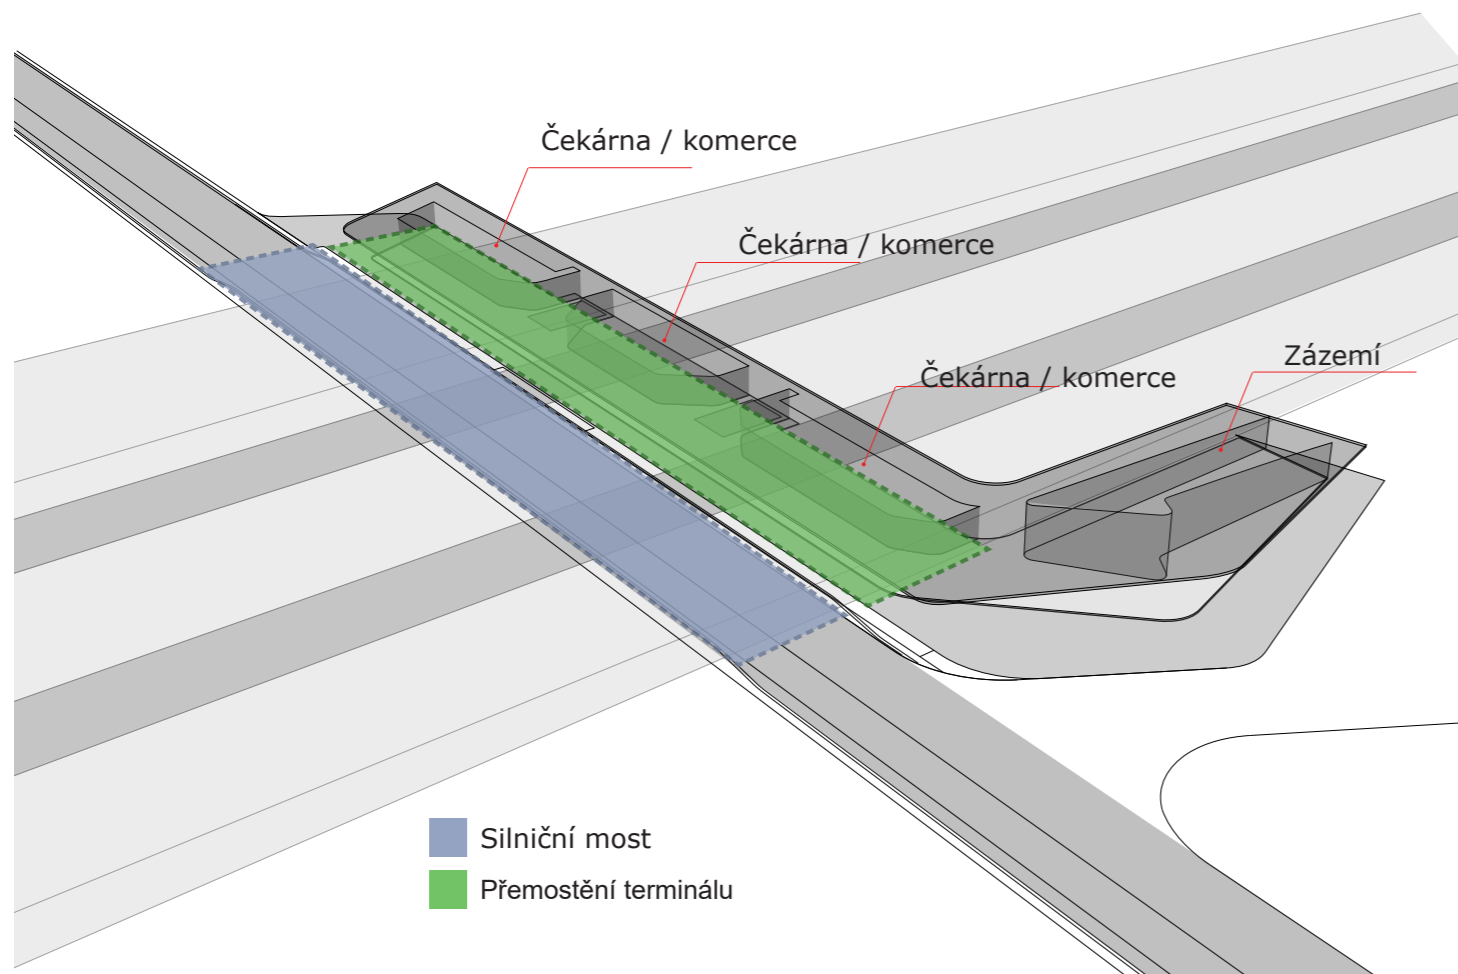 Čekárna / komerce
Čekárna / komerce
Čekárna / komerce
Zázemí
Silniční most
Přemostění terminálu